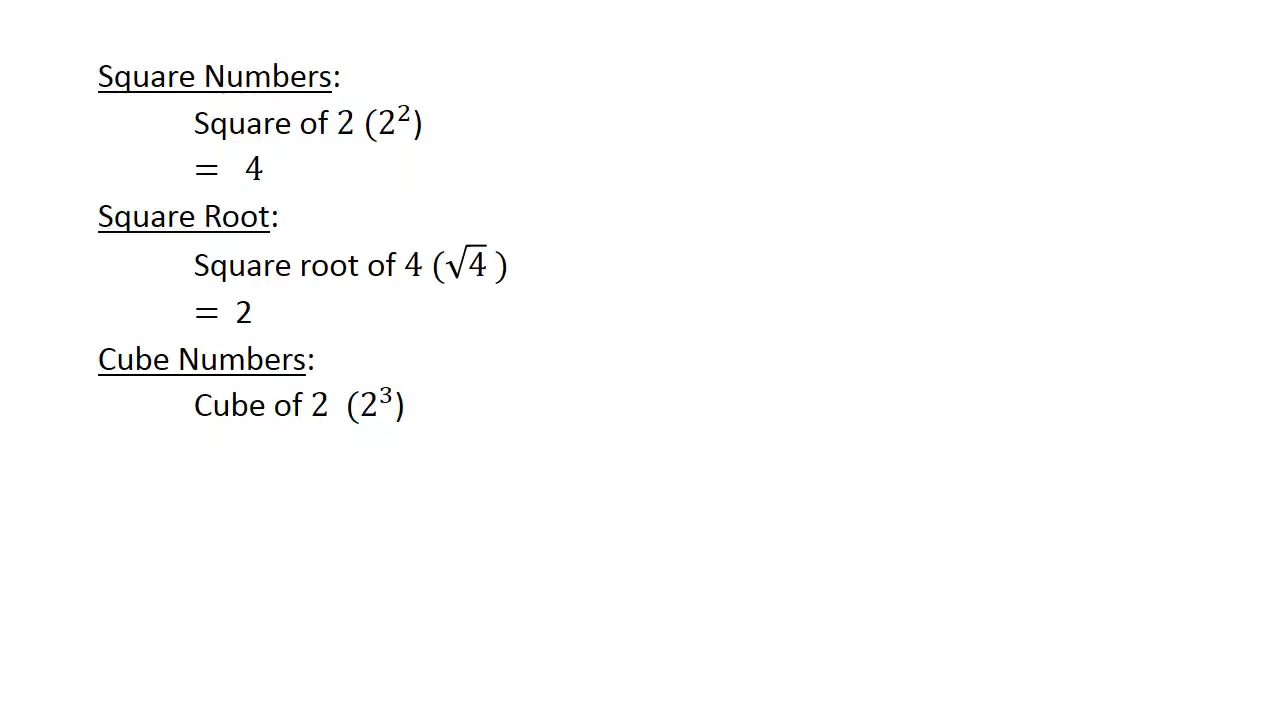 Square Numbers:
Square of 2 (2²)
= 4
Square Root:
Square root of 4 (√4 )
= 2
Cube Numbers:
Cube of 2 (2³)